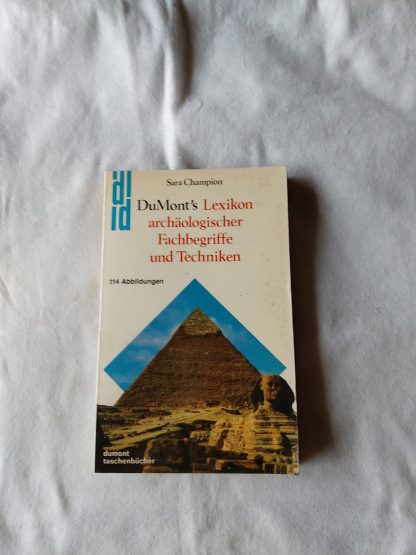 Sara Champion
DuMont's Lexikon
archäologischer
Fachbegriffe
und Techniken
114 Abbildungen
dumont
taschenbücher